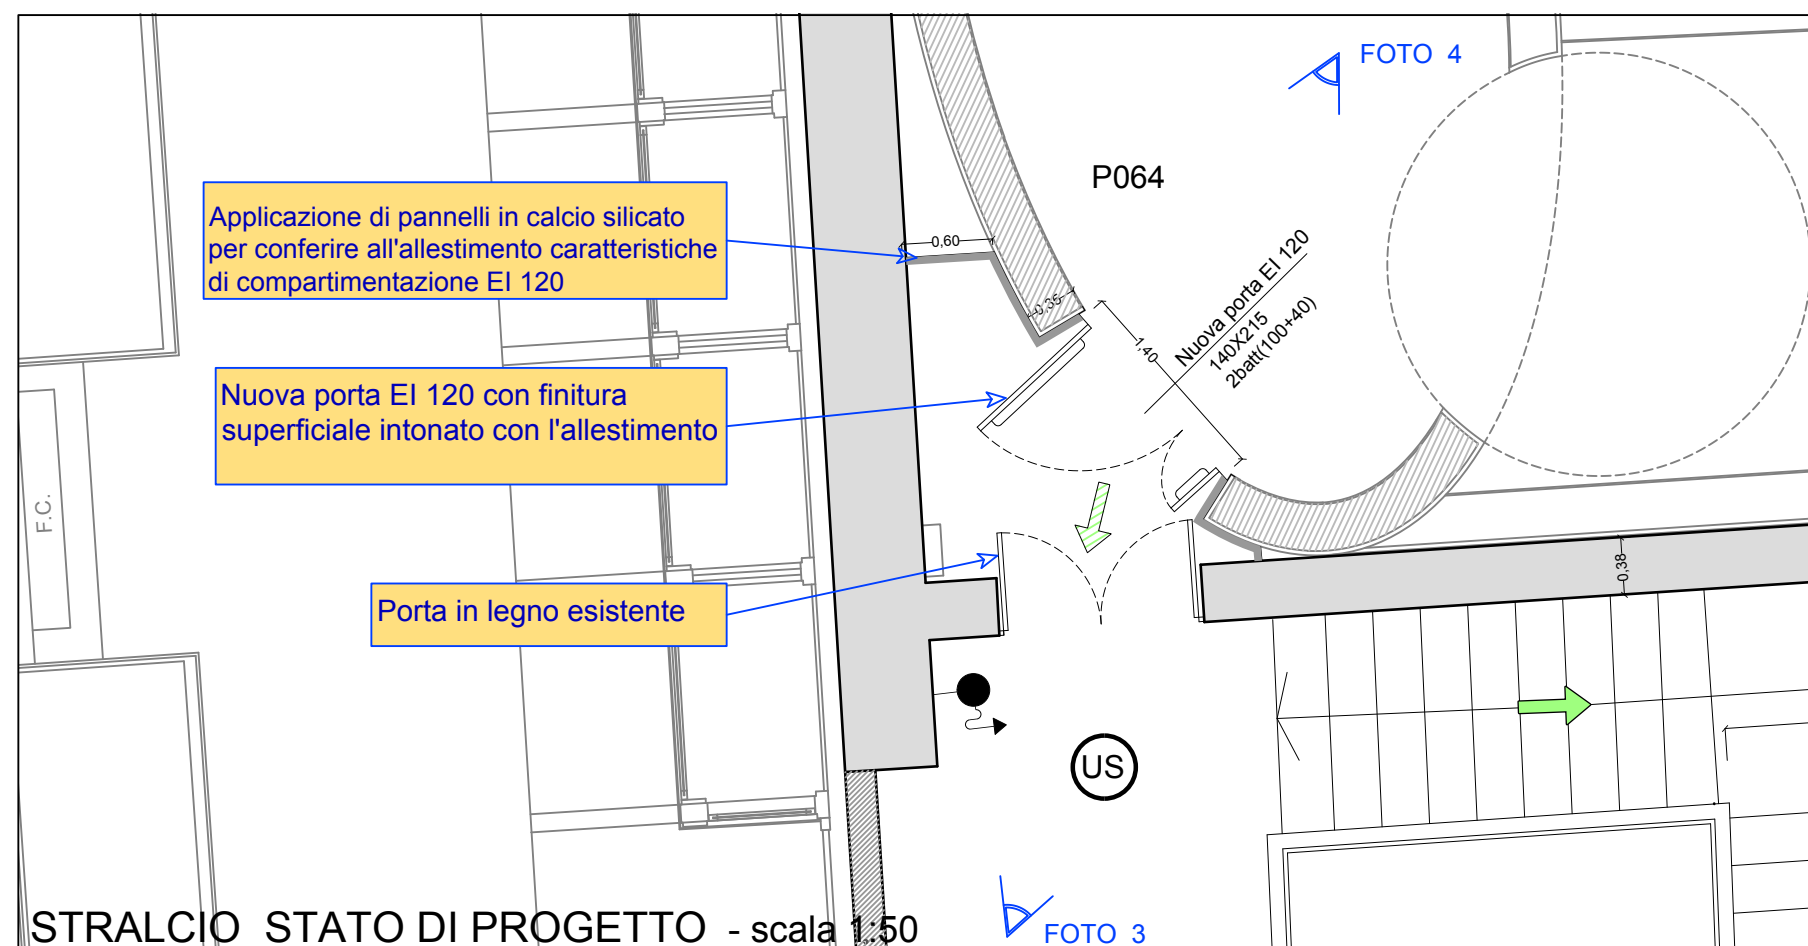 FOTO 4
P064
Applicazione di pannelli in calcio silicato
per conferire all'allestimento caratteristiche
di compartimentazione EI 120
0,60
0,35
1,40
Nuova porta EI 120
140X215
2batt(100+40)
Nuova porta EI 120 con finitura
superficiale intonato con l'allestimento
F.C.
0,38
Porta in legno esistente
US
STRALCIO STATO DI PROGETTO - scala 1:50
FOTO 3